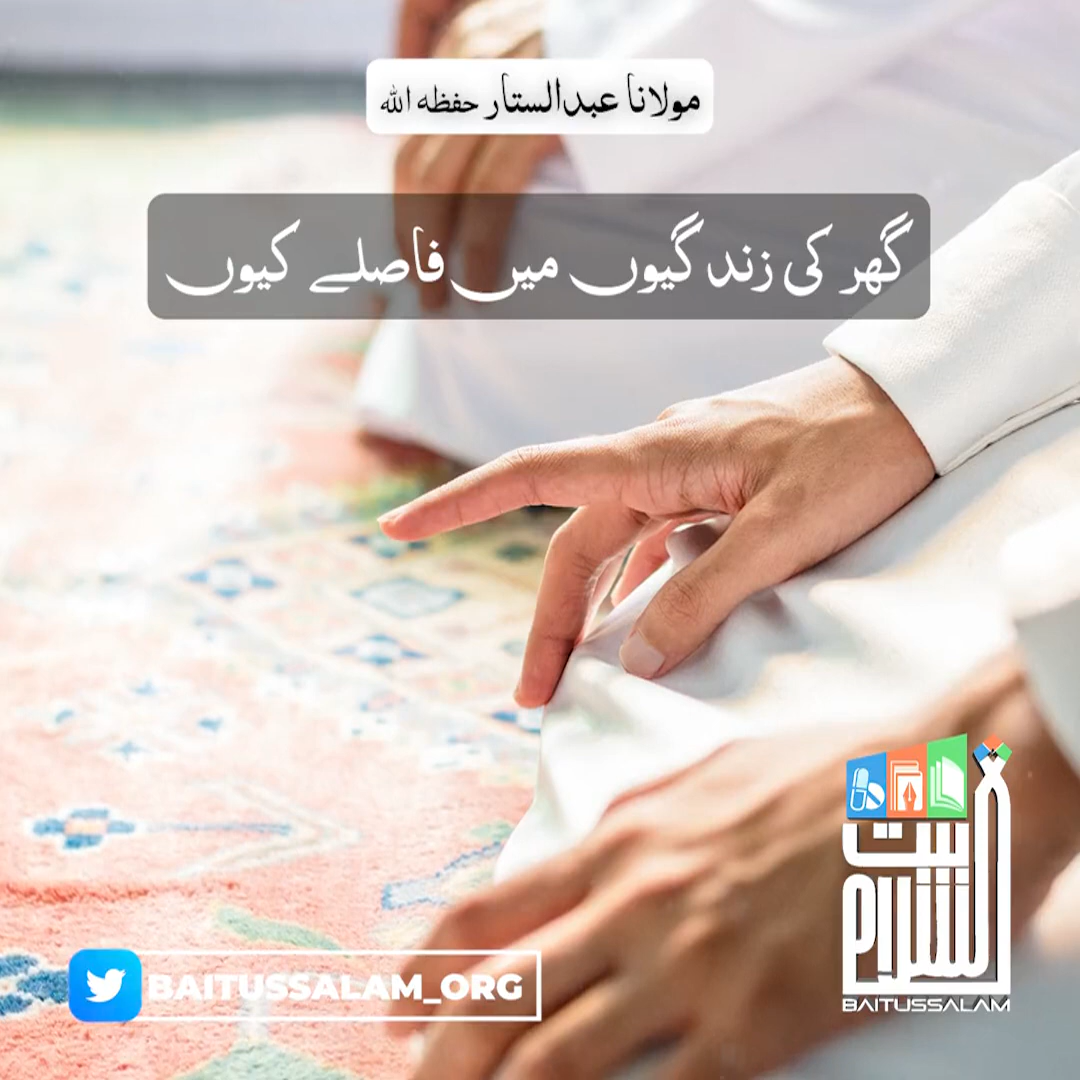 مولانا عبدالستار حفظہ اللہ
گھر کی زندگیوں میں فاصلے کیوں
بیت السلام
BAITUSSALAM
BAITUSSALAM_ORG